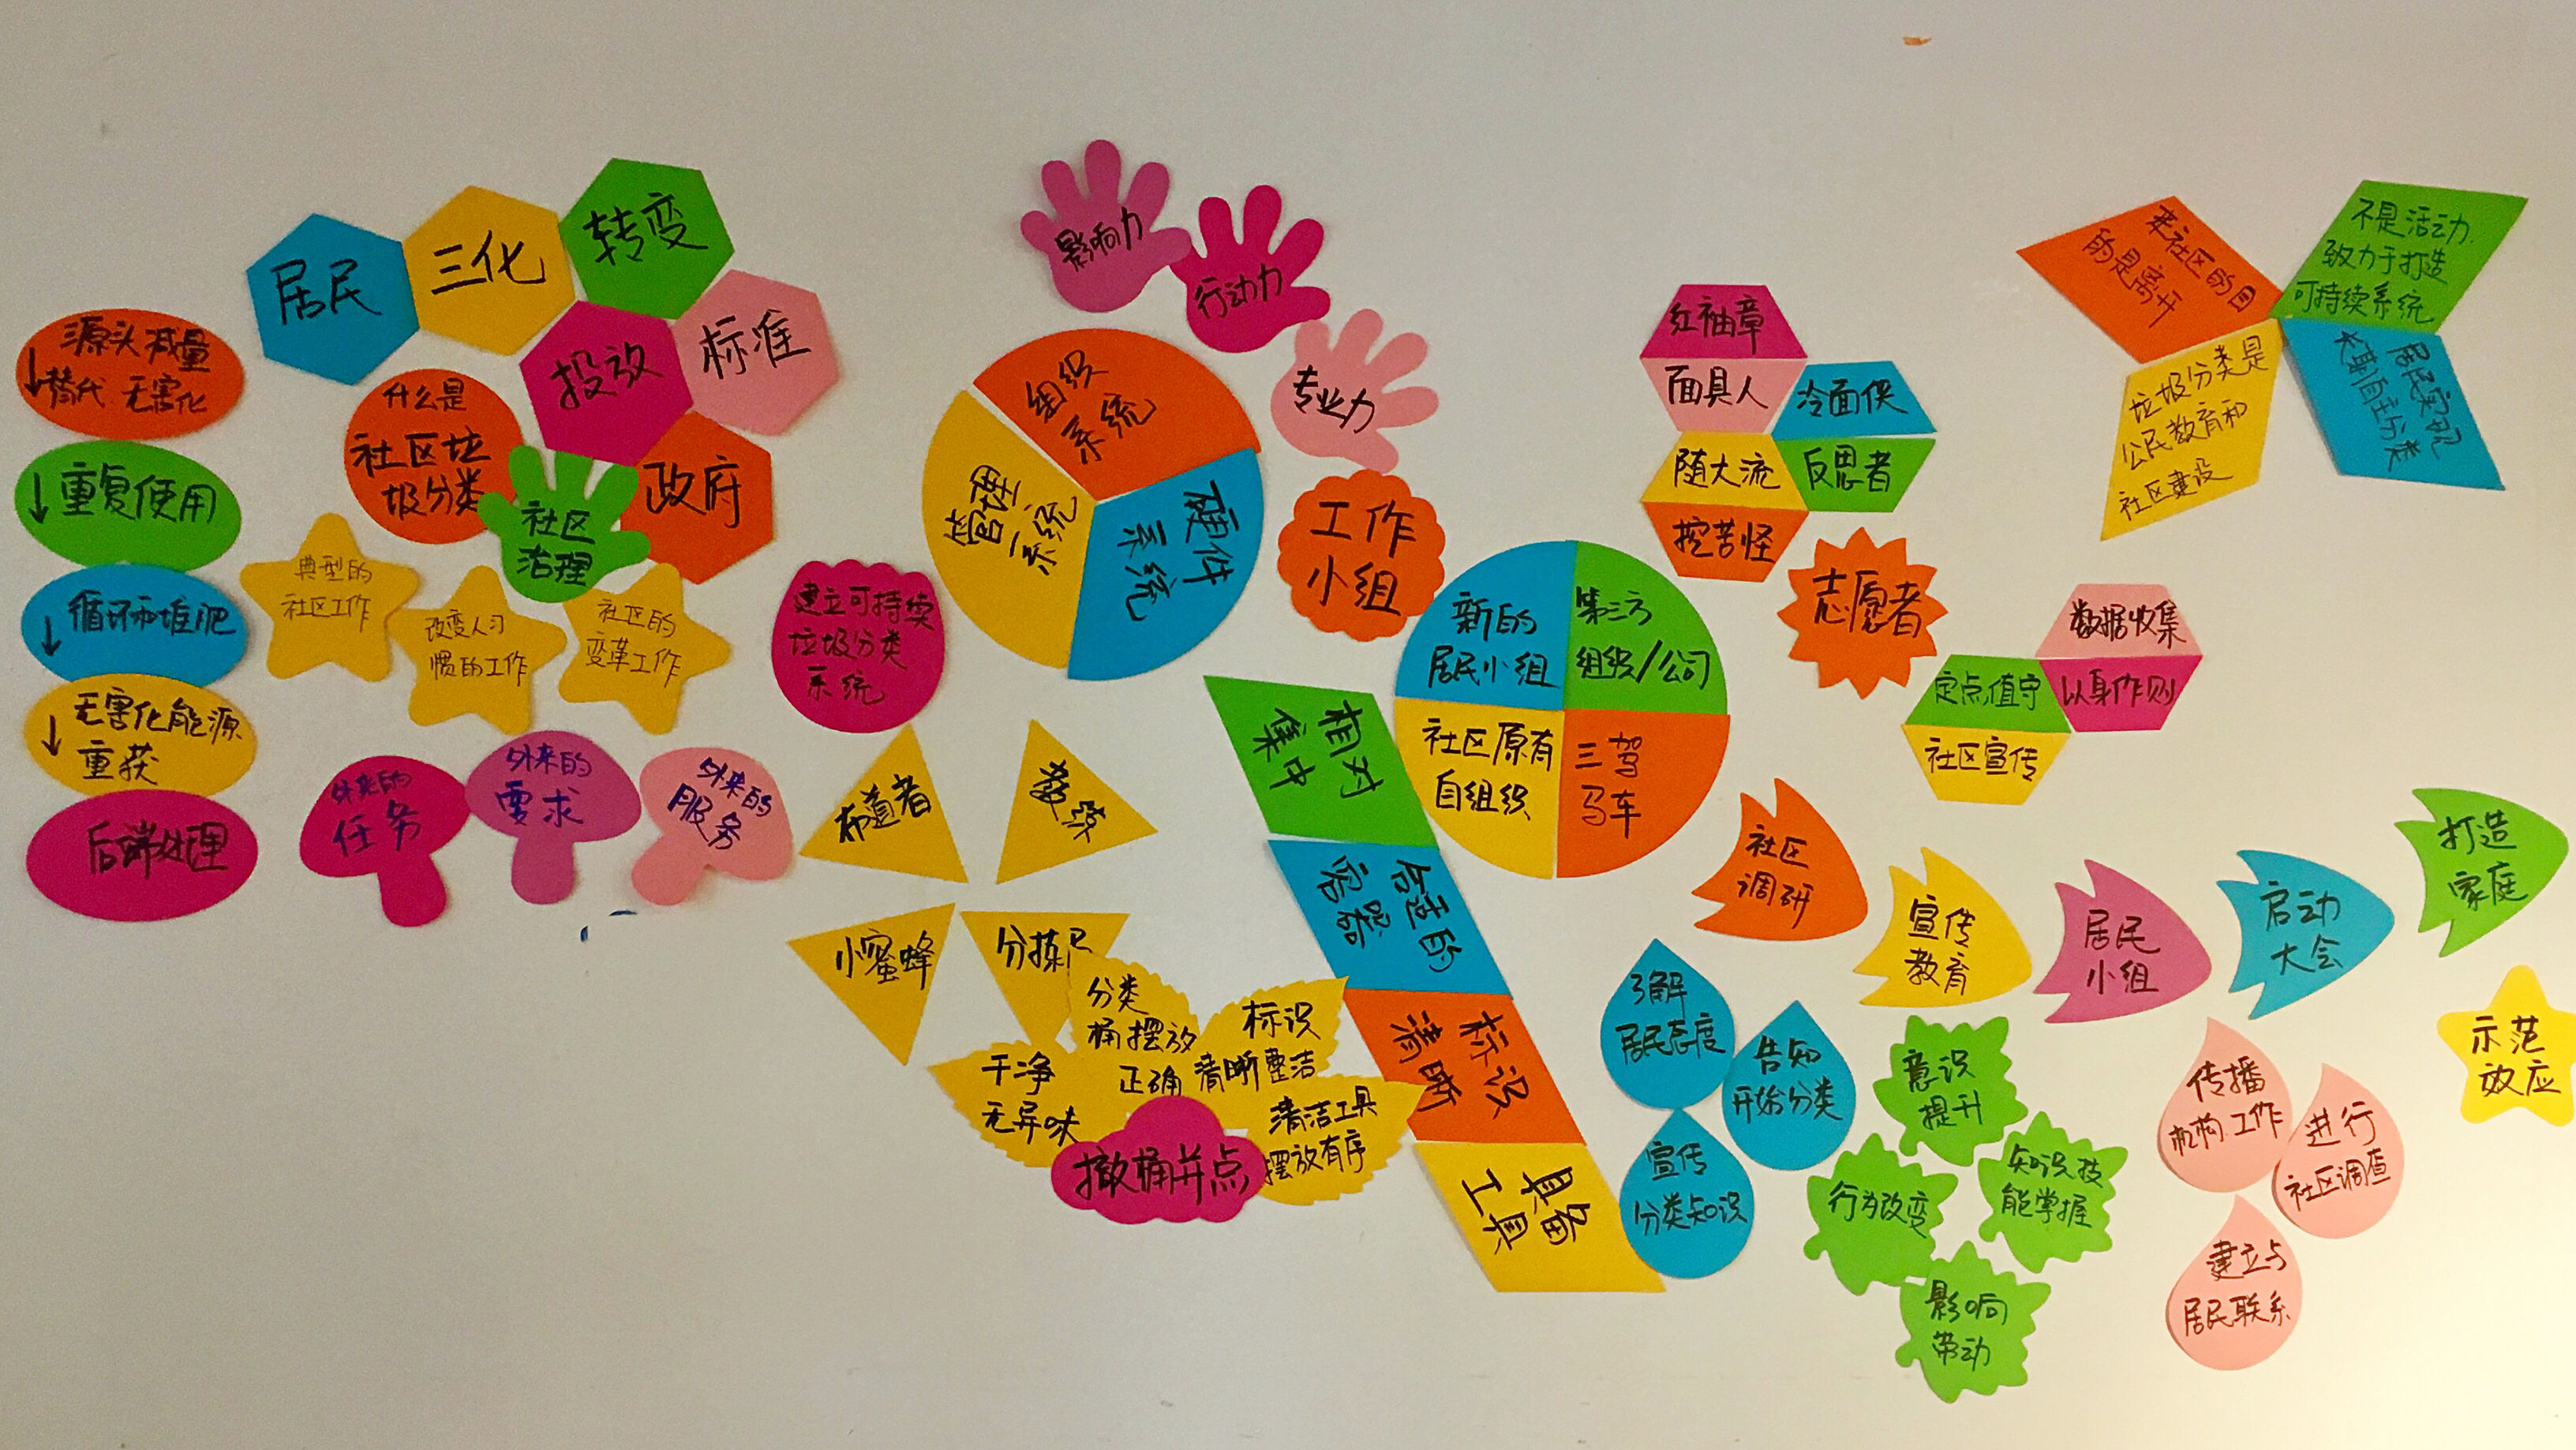 源头减量
↓替代 无害化
↓重复使用
↓循环和堆肥
↓无害化能源
重获
后端处理
居民
三化
转变
投放
标准
政府
什么是
社区垃
圾分类
社区
治理
典型的
社区工作
改变人习
惯的工作
社区的
变革工作
外来的
任务
外来的
要求
外来的
服务
建立可持续
垃圾分类
系统
组织
系统
管理
系统
硬件
系统
影响力
行动力
专业力
工作
小组
布道者
教练
小蜜蜂
分拣
分类
桶摆放
正确
标识
清晰整洁
干净
无异味
清洁工具
摆放有序
撤桶并点
相对
集中
合适的
容器
标识
清晰
具备
工具
新的
居民小组
第三方
组织/公司
社区原有
自组织
三驾
马车
红袖章
面具人
冷面侠
随大流
反思者
挖苦怪
志愿者
数据收集
定点值守
以身作则
社区宣传
来社区的目
的是离开
不是活动
致力于打造
可持续系统
垃圾分类是
公民教育和
社区建设
居民实现
长期自主分类
社区
调研
宣传
教育
居民
小组
启动
大会
打造
家庭
示范
效应
了解
居民态度
告知
开始分类
宣传
分类知识
意识
提升
行为改变
知识技
能掌握
影响
带动
传播
机构工作
进行
社区调查
建立与
居民联系